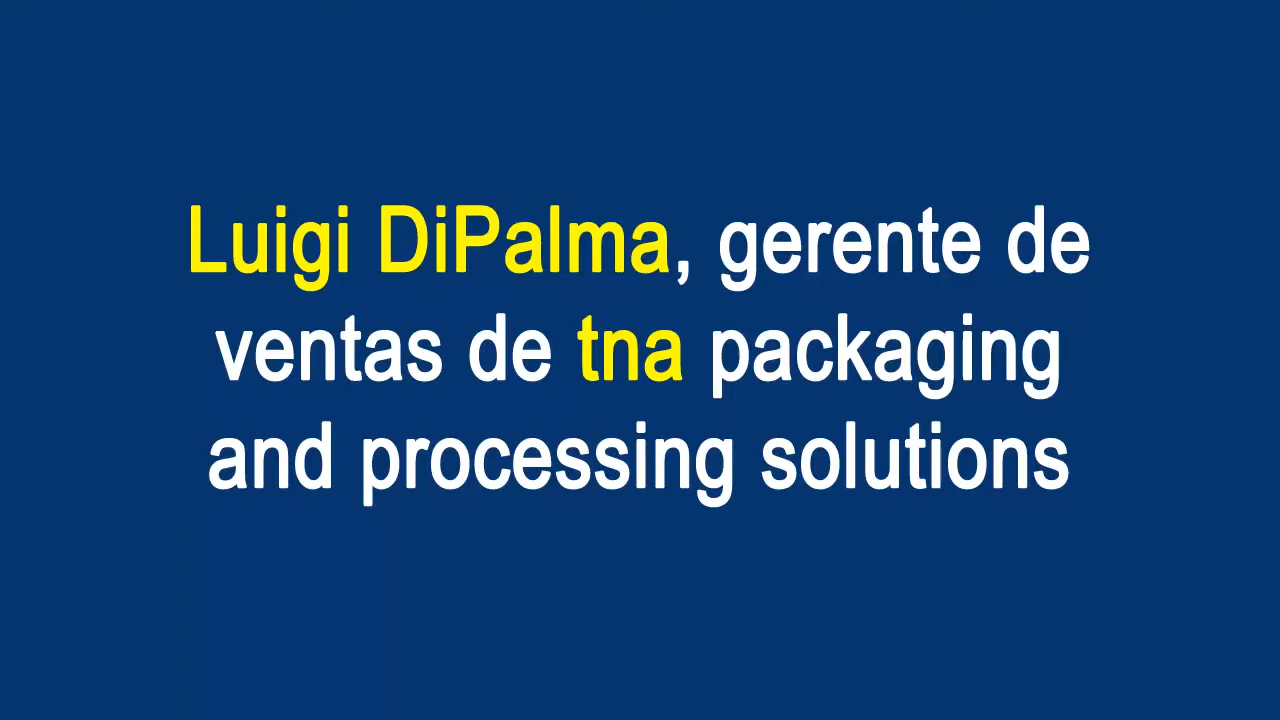 Luigi DiPalma, gerente de
ventas de tna packaging
and processing solutions